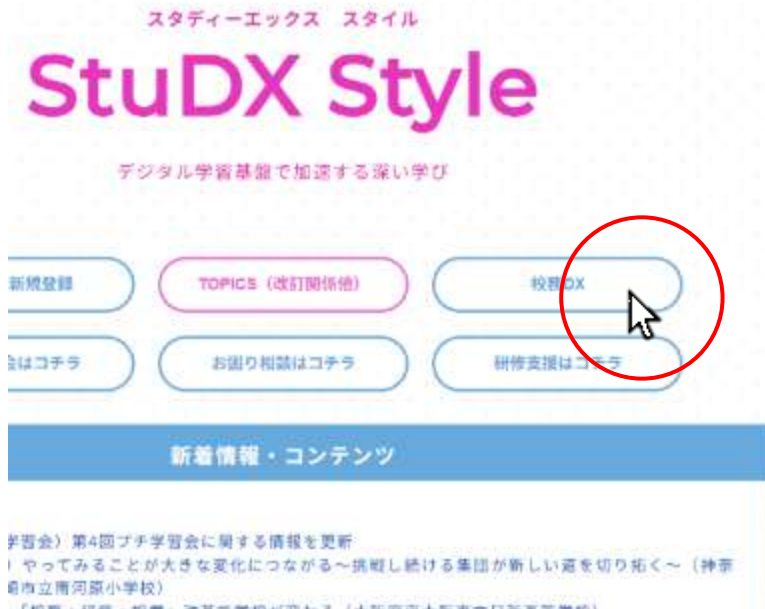 スタディーエックス スタイル
StuDX Style
デジタル学習基盤で加速する深い学び
新規登録
TOPICS（改訂関係他）
校務DX
会はコチラ
お困り相談はコチラ
研修支援はコチラ
新着情報・コンテンツ
学習会）第4回プチ学習会に関する情報を更新
）やってみることが大きな変化につながる～挑戦し続ける集団が新しい道を切り拓く～（神奈
崎市立南河原小学校）